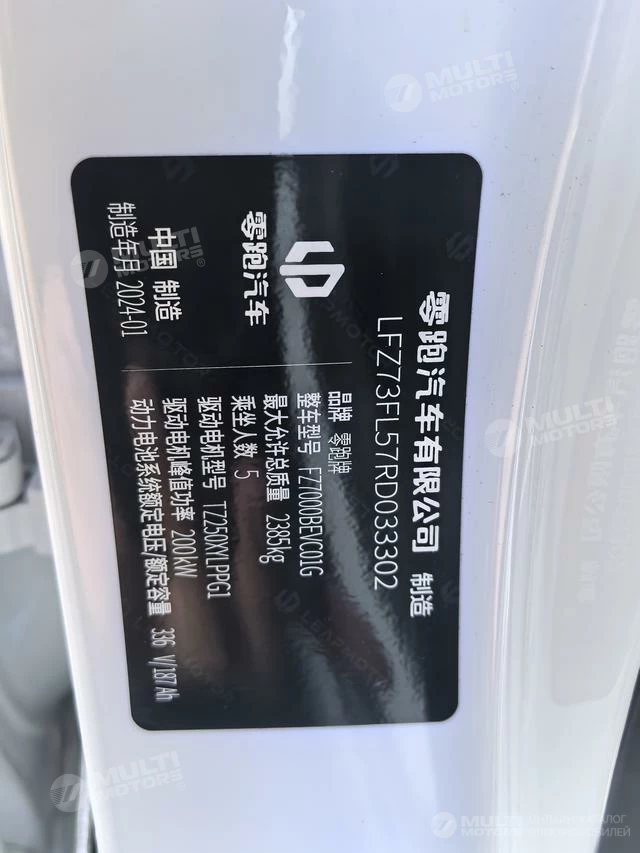 零跑汽车有限公司 制造
LFZ73FL57RD033302
零跑汽车
中国 制造
制造年月 2024-01
品牌 零跑牌
整车型号 FZ7000BEVC01G
最大允许总质量 2385kg
乘坐人数 5
驱动电机型号 TZ250XYLPPG1
驱动电机峰值功率 200kW
动力电池系统额定电压/额定容量 336 V/187Ah
LEAPMOTOR
MULTI
MOTORS
MULTI
MOTORS
MULTI
MOTORS
MULTI
MOTORS